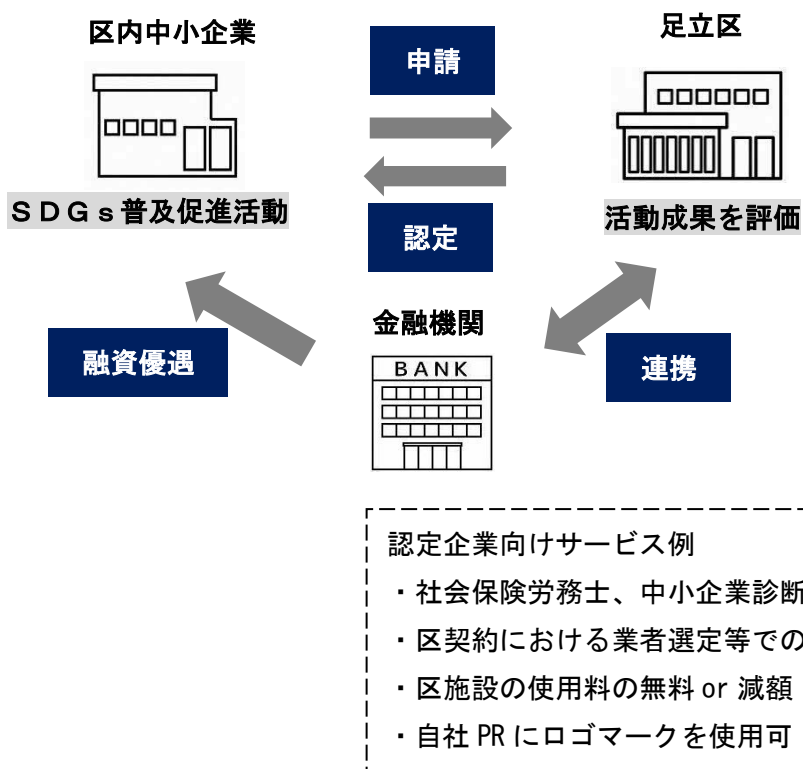 区内中小企業
足立区
申請
SDGs普及促進活動
活動成果を評価
認定
金融機関
融資優遇
BANK
連携
認定企業向けサービス例
・社会保険労務士、中小企業診断
・区契約における業者選定等での
・区施設の使用料の無料 or 減額
・自社 PR にロゴマークを使用可